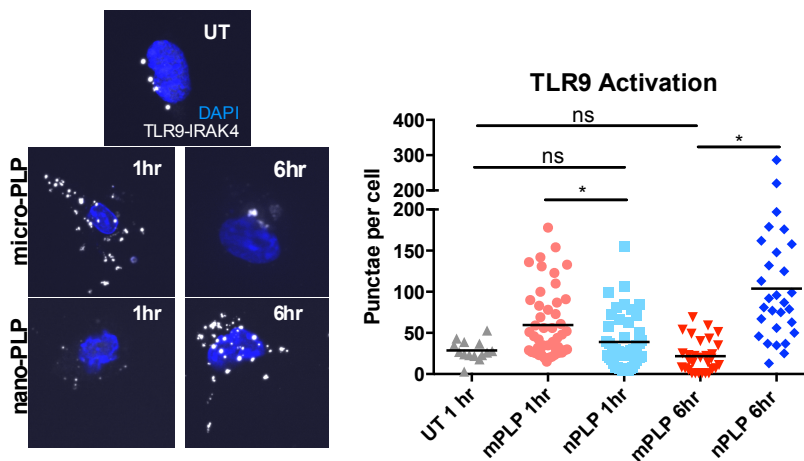 UT
DAPI
TLR9-IRAK4
micro-PLP
1hr
6hr
nano-PLP
1hr
6hr
TLR9 Activation
Punctae per cell
400
300
200
150
100
50
0
ns
ns
*
*
UT 1 hr
mPLP 1hr
nPLP 1hr
mPLP 6hr
nPLP 6hr